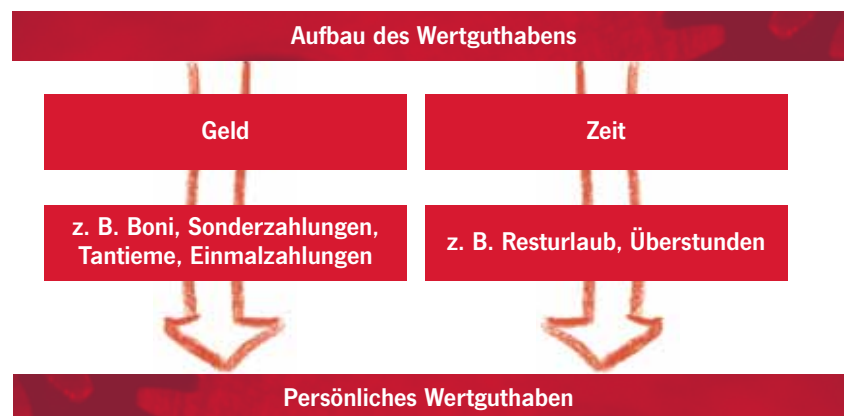 Aufbau des Wertguthabens
Geld
Zeit
z. B. Boni, Sonderzahlungen,
Tantieme, Einmalzahlungen
z. B. Resturlaub, Überstunden
Persönliches Wertguthaben